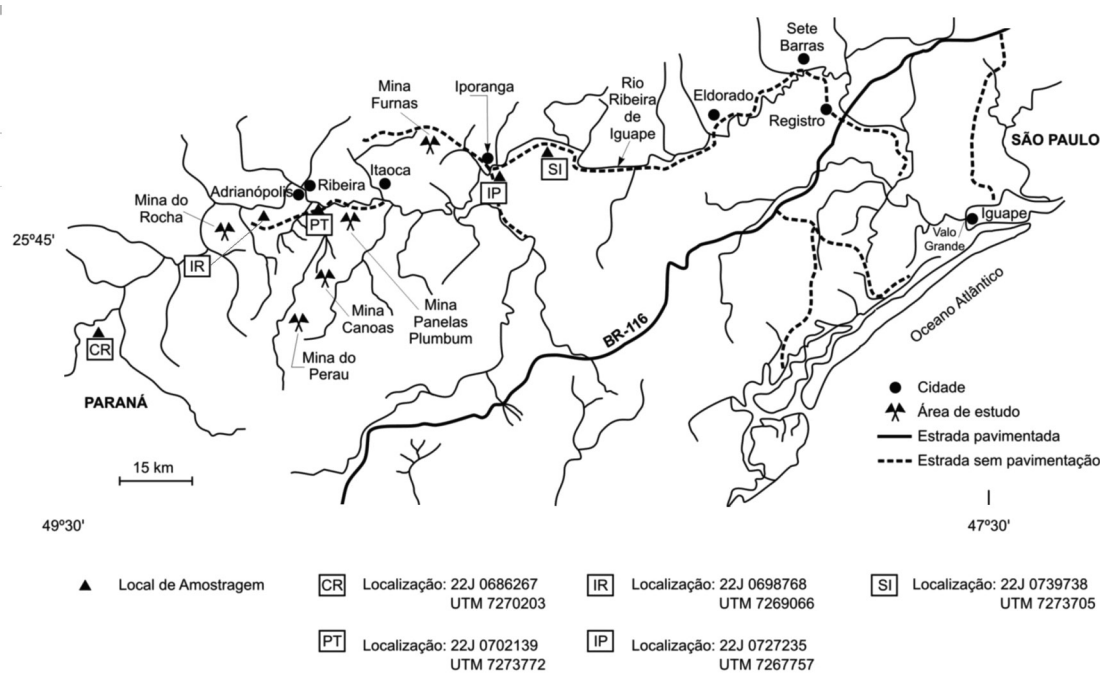 Sete
Barras
Mina
Furnas
Iporanga
Rio
Ribeira
de
Iguape
Eldorado
Registro
SÃO PAULO
SI
IP
Itaoca
Ribeira
Adrianópolis
Mina do
Rocha
PT
IR
25º45'
Iguape
Valo
Grande
Oceano Atlântico
Mina
Canoas
Mina
Panelas
Plumbum
Mina do
Perau
CR
BR-116
PARANÁ
Cidade
Área de estudo
Estrada pavimentada
Estrada sem pavimentação
15 km
49º30'
47º30'
Local de Amostragem
CR Localização: 22J 0686267
UTM 7270203
IR Localização: 22J 0698768
UTM 7269066
SI Localização: 22J 0739738
UTM 7273705
PT Localização: 22J 0702139
UTM 7273772
IP Localização: 22J 0727235
UTM 7267757